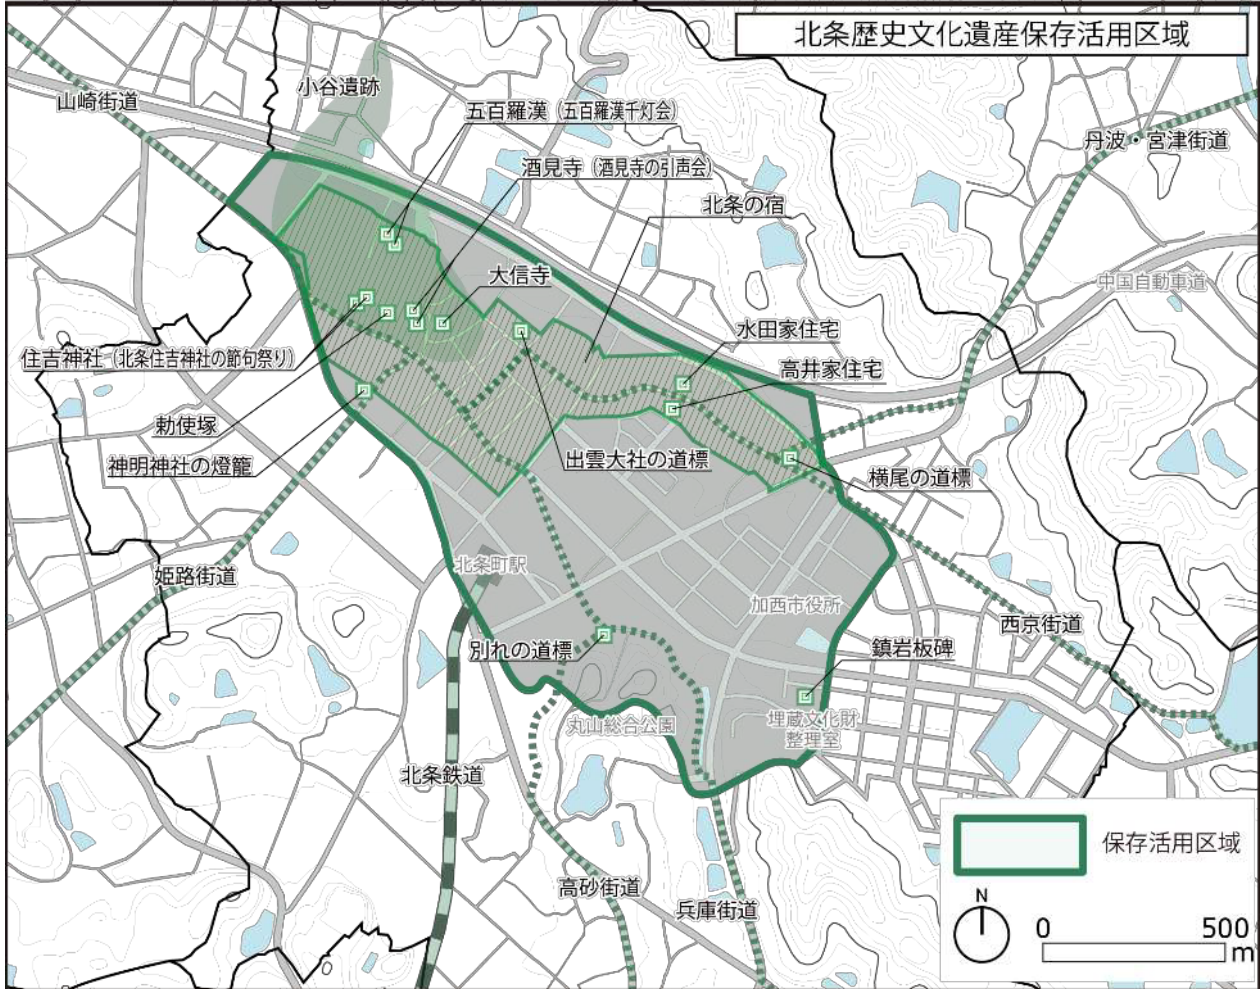 北条歴史文化遺産保存活用区域
小谷遺跡
山崎街道
五百羅漢（五百羅漢千灯会）
丹波・宮津街道
酒見寺（酒見寺の引声会）
北条の宿
大信寺
中国自動車道
水田家住宅
住吉神社（北条住吉神社の節句祭り）
高井家住宅
勅使塚
神明神社の燈籠
出雲大社の道標
横尾の道標
北条町駅
姫路街道
加西市役所
西京街道
別れの道標
鎮岩板碑
丸山総合公園
埋蔵文化財
整理室
北条鉄道
保存活用区域
高砂街道
兵庫街道
N
0
500
m